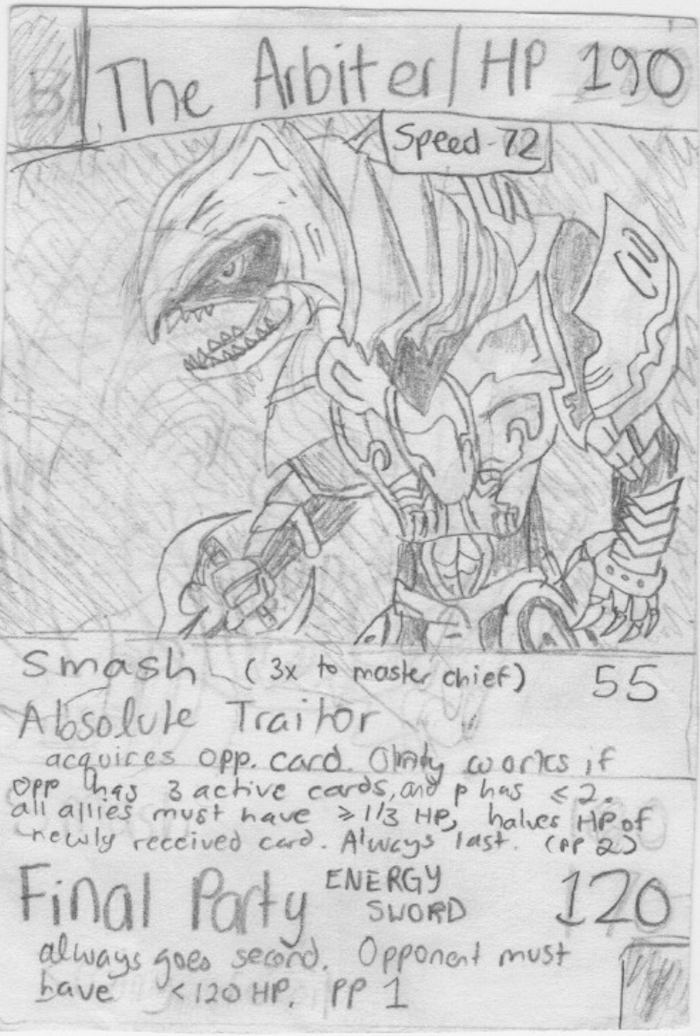 The Arbiter/ HP 190
Speed-72
Smash (3x to master chief) 55
Absolute Traitor
acquires opp. card. Only works if
opp has 3 active cards, and p has ≤ 2.
all allies must have ≥ 1/3 HP, halves HP of
newly received card. Always last. (PP 2)
Final Party ENERGY SWORD 120
always goes second. Opponent must
have <120 HP. PP 1